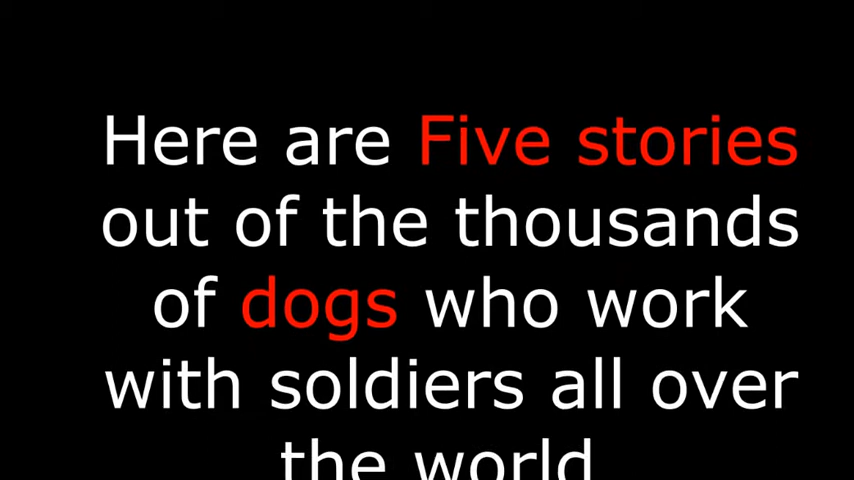 Here are Five stories
out of the thousands
of dogs who work
with soldiers all over
the world